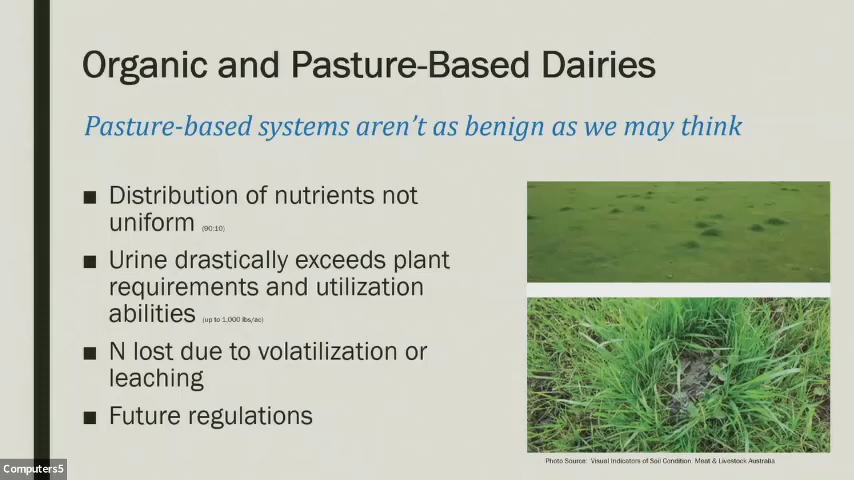 Organic and Pasture-Based Dairies
Pasture-based systems aren't as benign as we may think
■ Distribution of nutrients not
uniform (90:10)
■ Urine drastically exceeds plant
requirements and utilization
abilities (up to 1,000 lbs/ac)
■ N lost due to volatilization or
leaching
■ Future regulations
Photo Source: Visual Indicators of Soil Condition. Meat & Livestock Australia
Computers5